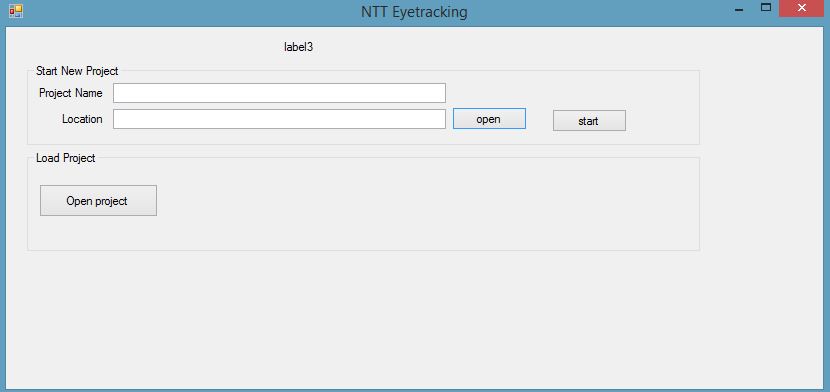 NTT Eyetracking
label3
Start New Project
Project Name
Location
open
start
Load Project
Open project